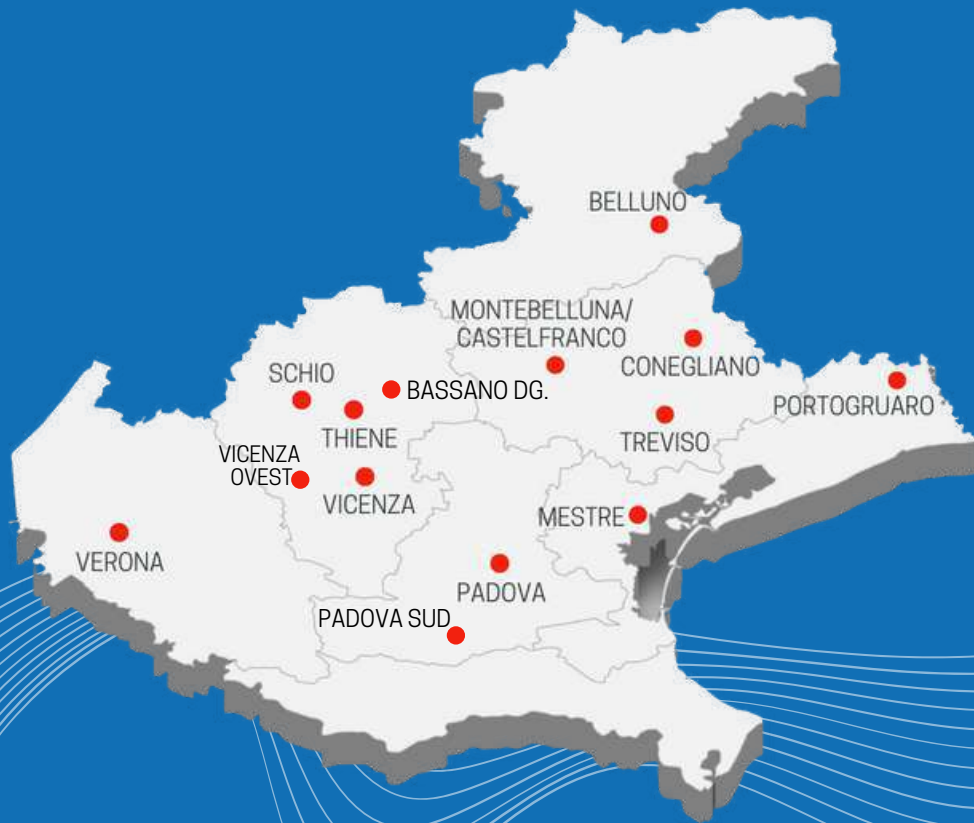 BELLUNO
MONTEBELLUNA/
CASTELFRANCO
CONEGLIANO
SCHIO
BASSANO DG.
PORTOGRUARO
THIENE
TREVISO
VICENZA
OVEST
VICENZA
MESTRE
VERONA
PADOVA
PADOVA SUD